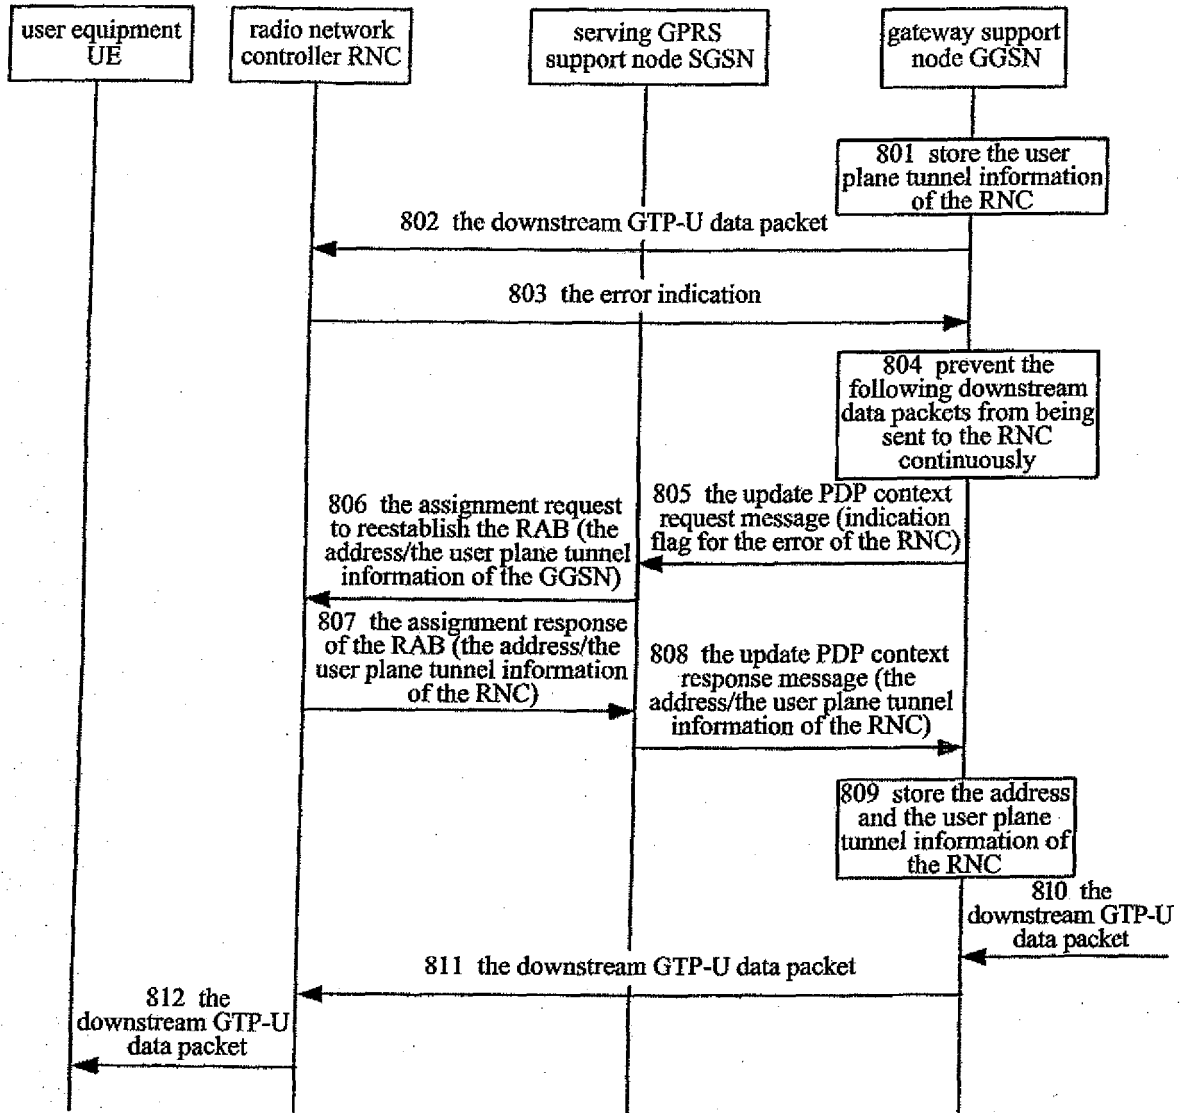 user equipment
UE
radio network
controller RNC
serving GPRS
support node SGSN
gateway support
node GGSN
801 store the user
plane tunnel information
of the RNC
802 the downstream GTP-U data packet
803 the error indication
804 prevent the
following downstream
data packets from being
sent to the RNC
continuously
805 the update PDP context
request message (indication
flag for the error of the RNC)
806 the assignment request
to reestablish the RAB (the
address/the user plane tunnel
information of the GGSN)
807 the assignment response
of the RAB (the address/the
user plane tunnel information
of the RNC)
808 the update PDP context
response message (the
address/the user plane tunnel
information of the RNC)
809 store the address
and the user plane
tunnel information of
the RNC
810 the
downstream GTP-U
data packet
811 the downstream GTP-U data packet
812 the
downstream GTP-U
data packet